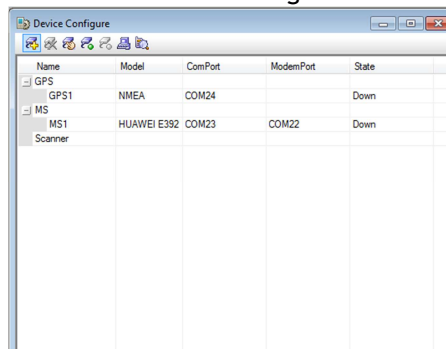 Device Configure
Name Model ComPort ModemPort State
GPS
GPS1 NMEA COM24 Down
MS
MS1 HUAWEI E392 COM23 COM22 Down
Scanner